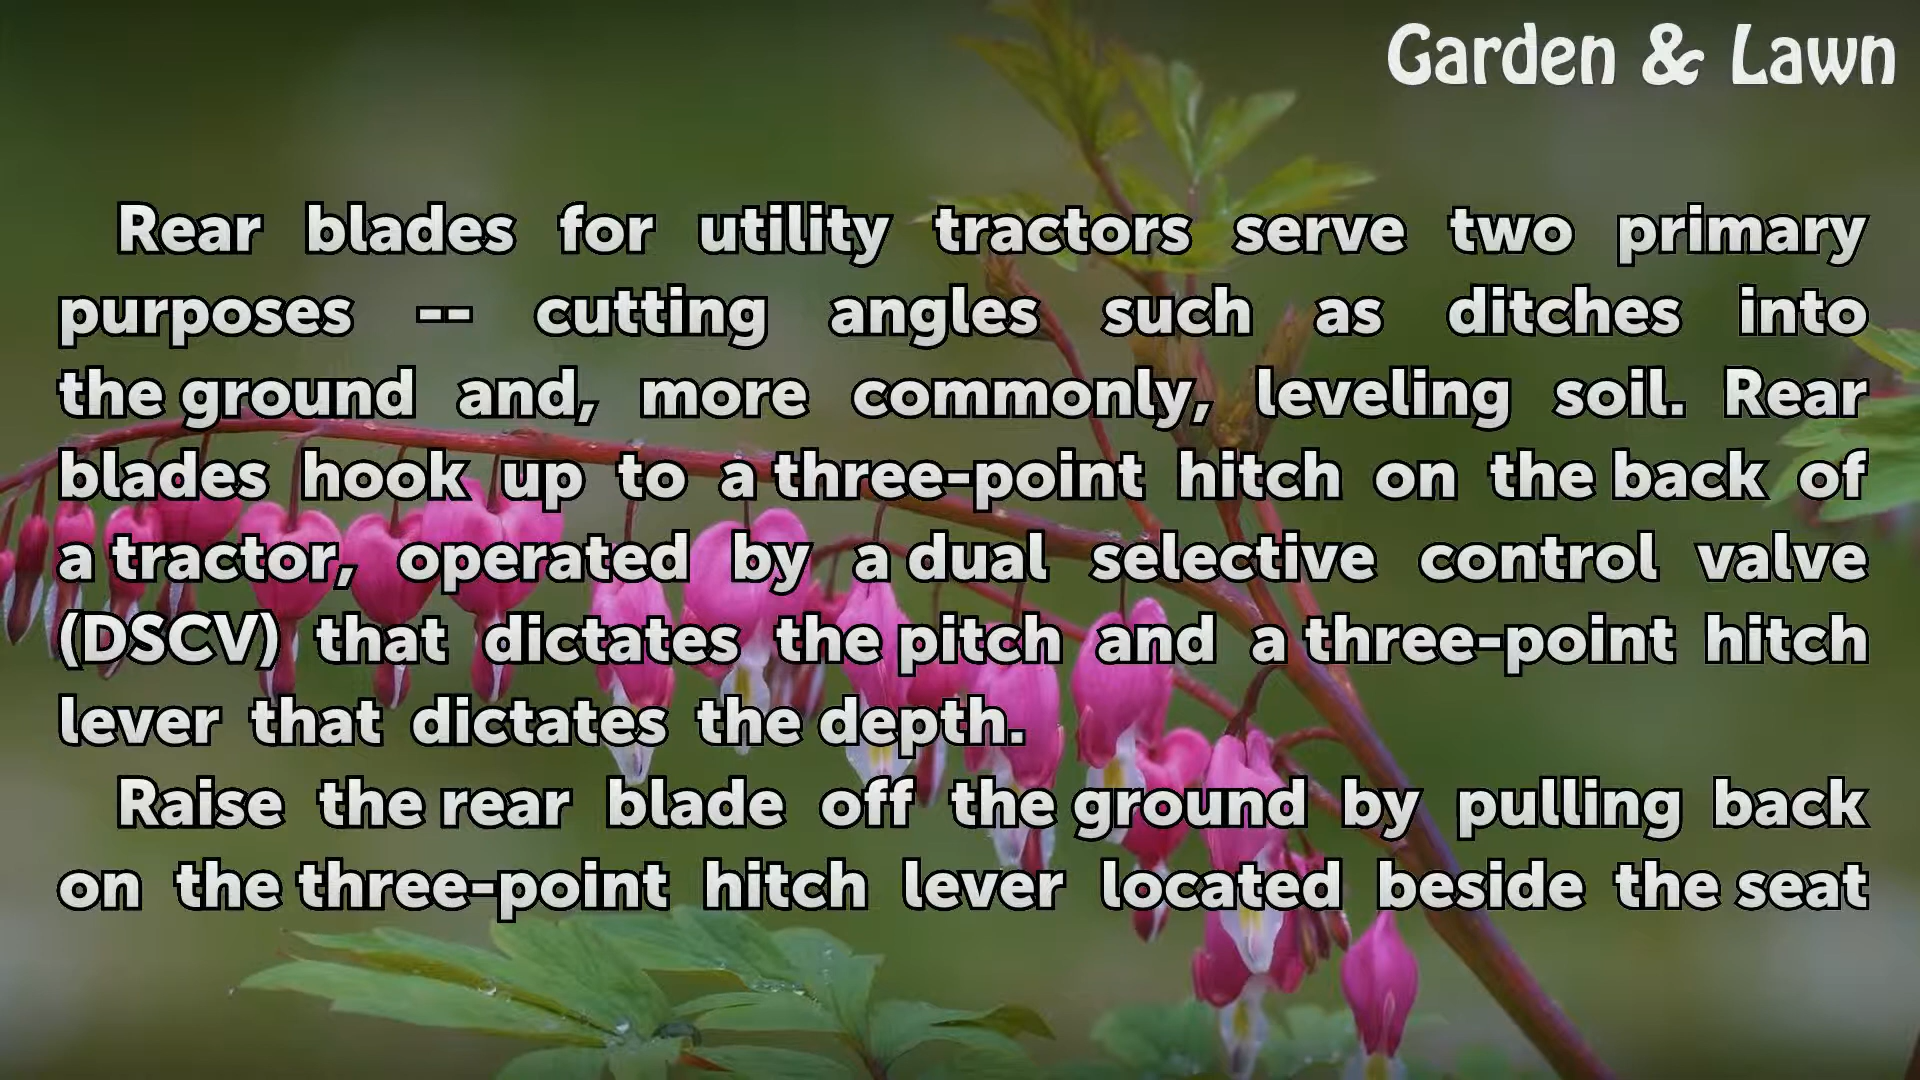 Garden & Lawn
Rear blades for utility tractors serve two primary
purposes -- cutting angles such as ditches into
the ground and, more commonly, leveling soil. Rear
blades hook up to a three-point hitch on the back of
a tractor, operated by a dual selective control valve
(DSCV) that dictates the pitch and a three-point hitch
lever that dictates the depth.
Raise the rear blade off the ground by pulling back
on the three-point hitch lever located beside the seat